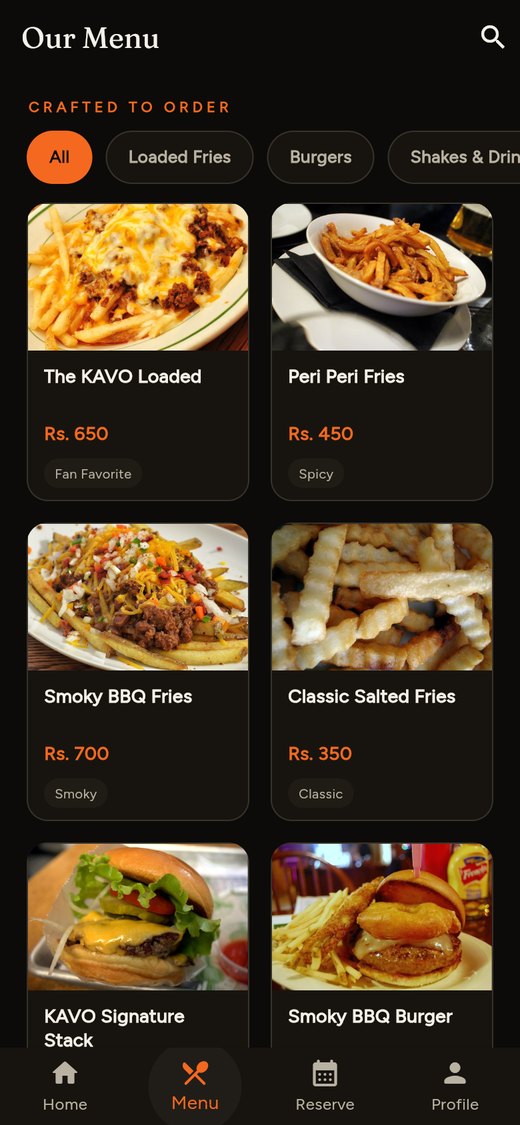 Our Menu
CRAFTED TO ORDER
All
Loaded Fries
Burgers
Shakes & Drin
The KAVO Loaded
Peri Peri Fries
Rs. 650
Rs. 450
Fan Favorite
Spicy
Smoky BBQ Fries
Classic Salted Fries
Rs. 700
Rs. 350
Smoky
Classic
KAVO Signature
Stack
Smoky BBQ Burger
Home
Menu
Reserve
Profile